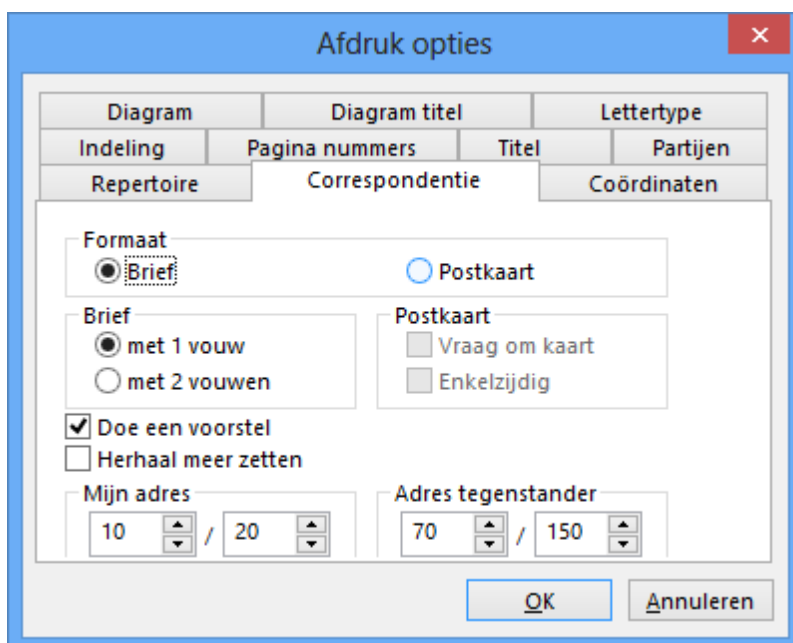 Afdruk opties
Diagram Diagram titel Lettertype
Indeling Pagina nummers Titel Partijen
Repertoire Correspondentie Coördinaten
Formaat
Brief Postkaart
Brief Postkaart
met 1 vouw Vraag om kaart
met 2 vouwen Enkelzijdig
Doe een voorstel
Herhaal meer zetten
Mijn adres Adres tegenstander
10 / 20 70 / 150
OK Annuleren